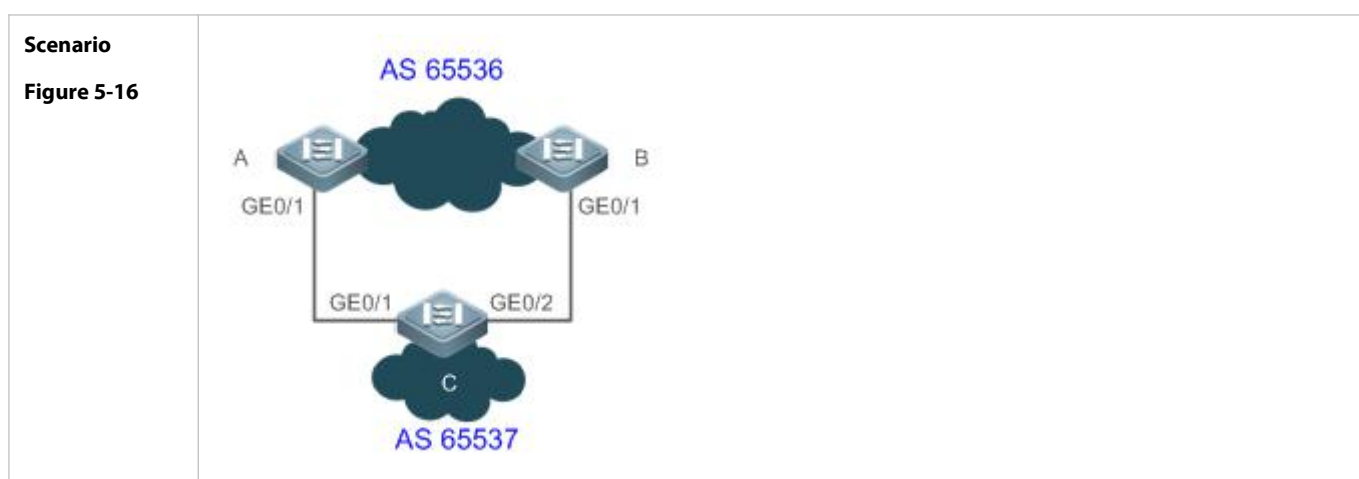 Scenario
Figure 5-16
AS 65536
A
B
GE0/1
GE0/1
GE0/1
GE0/2
C
AS 65537